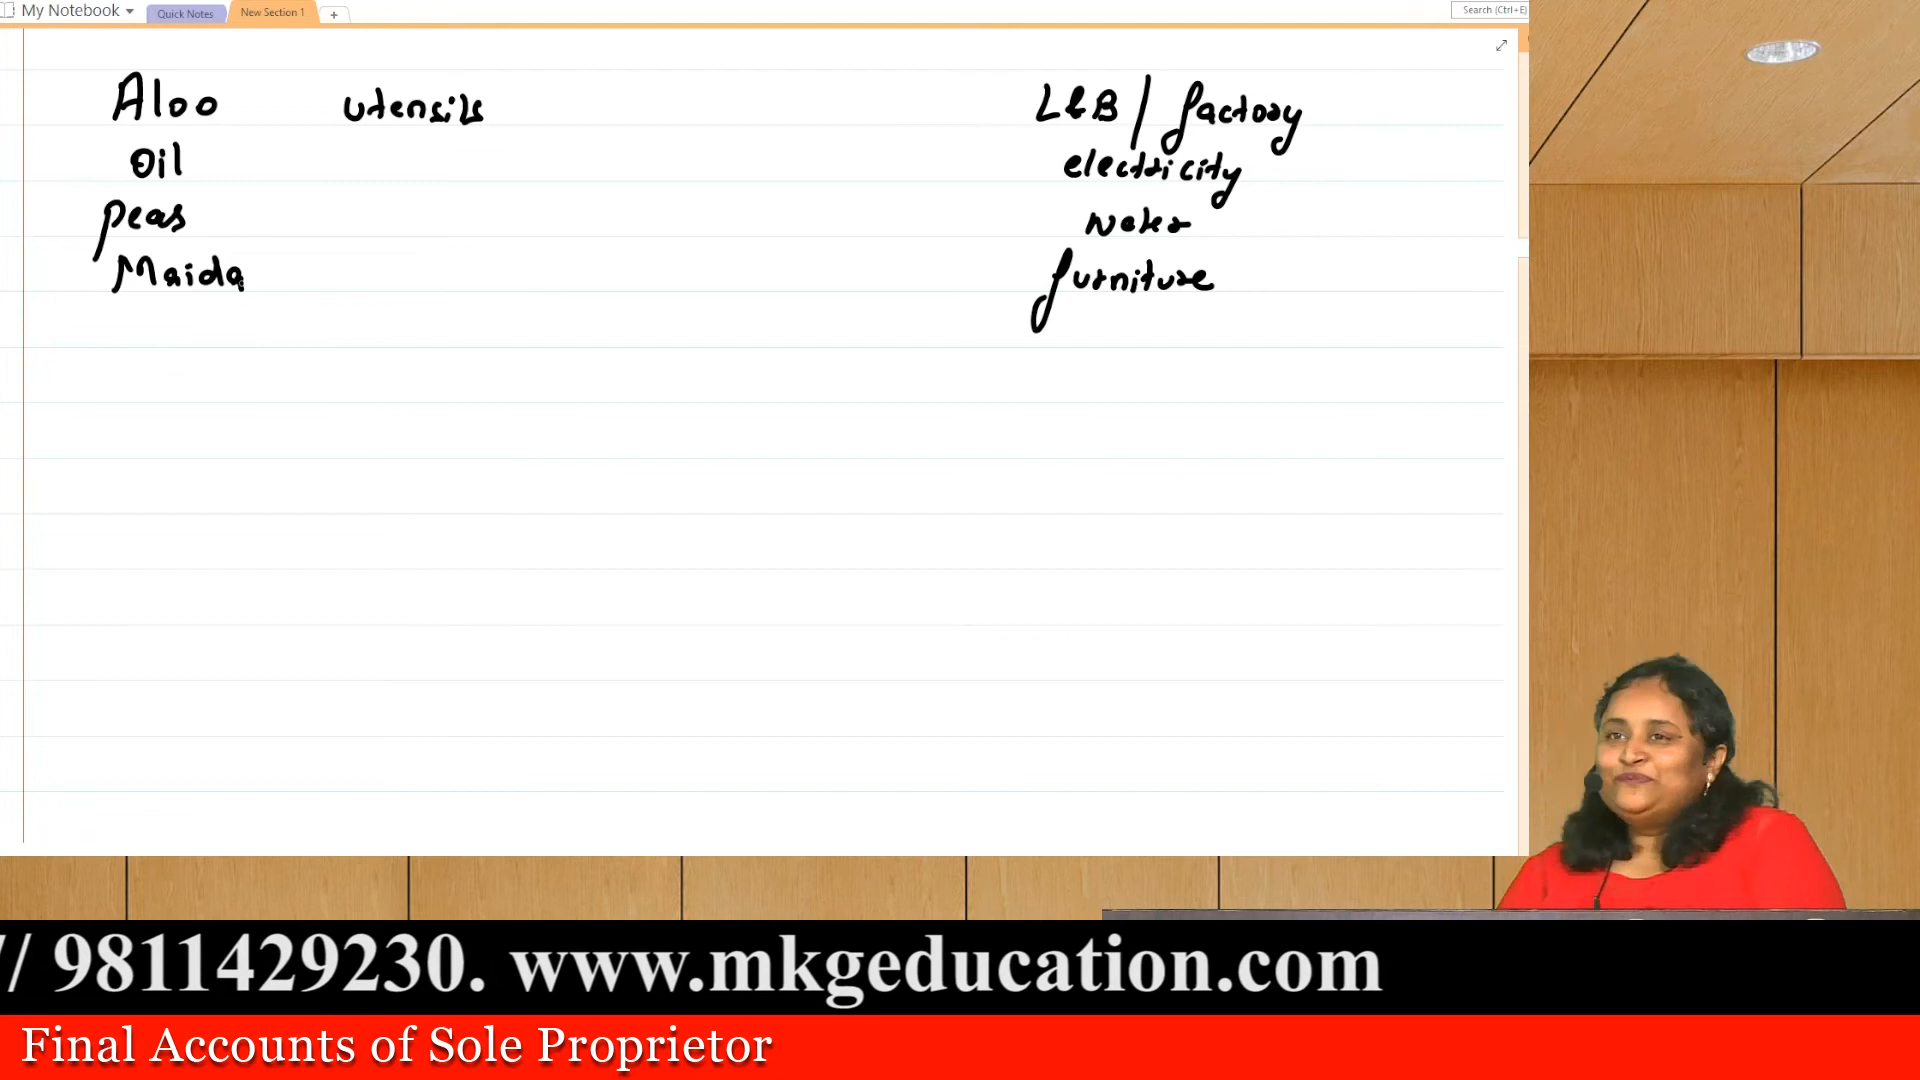 My Notebook
Quick Notes
New Section 1
+
Search (Ctrl+E)
Aloo utensils L&B / factory
Oil electricity
Peas water
Maida furniture
// 9811429230. www.mkgeducation.com
Final Accounts of Sole Proprietor